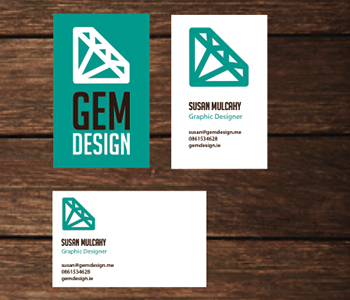 GEM
DESIGN
SUSAN MULCAHY
Graphic Designer
susan@gemdesign.me
0861534628
gemdesign.ie
SUSAN MULCAHY
Graphic Designer
susan@gemdesign.me
0861534628
gemdesign.ie